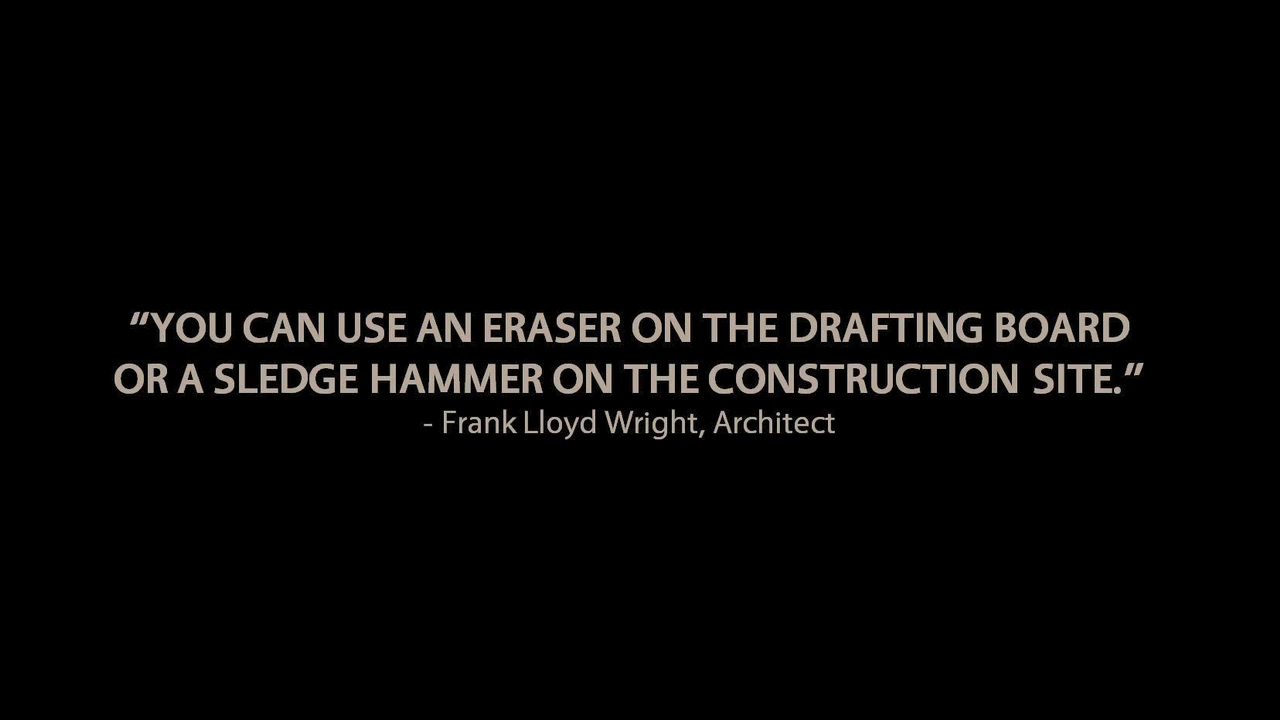 “YOU CAN USE AN ERASER ON THE DRAFTING BOARD
OR A SLEDGE HAMMER ON THE CONSTRUCTION SITE.”
- Frank Lloyd Wright, Architect